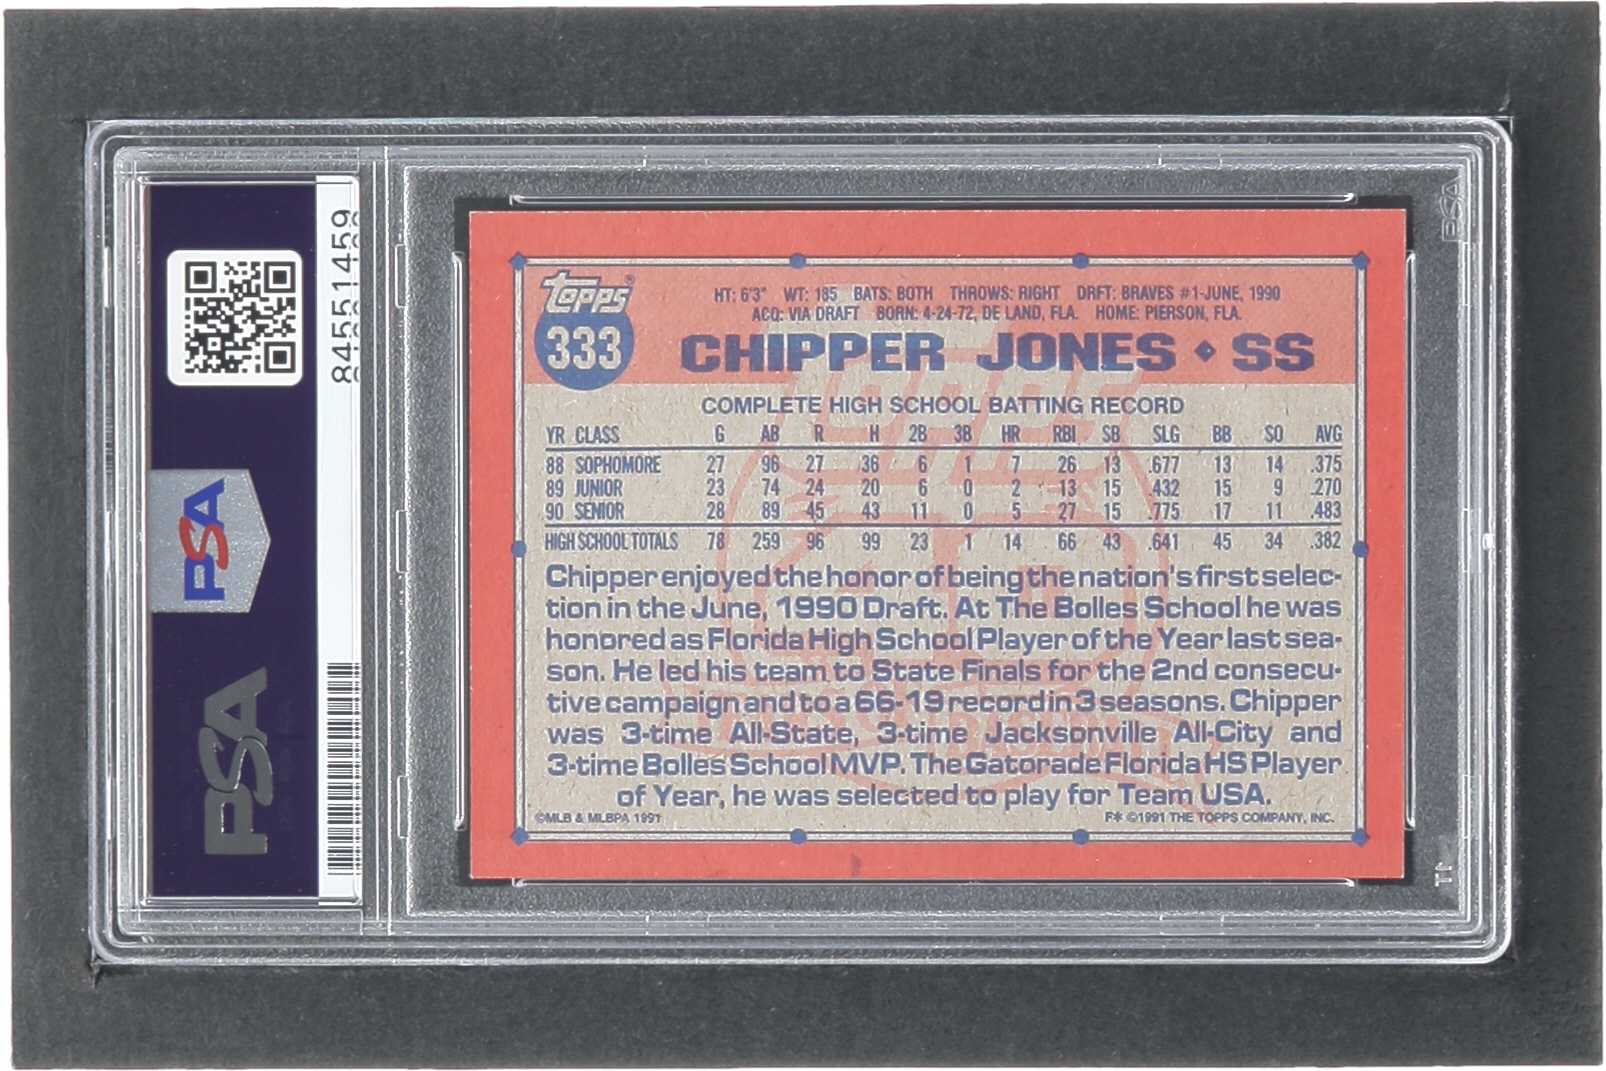 84551459
PSA
PSA
topps
333
HT: 6'3" WT: 185 BATS: BOTH THROWS: RIGHT DRFT: BRAVES #1-JUNE, 1990
ACQ: VIA DRAFT BORN: 4-24-72, DE LAND, FLA. HOME: PIERSON, FLA.
CHIPPER JONES ◆ SS
COMPLETE HIGH SCHOOL BATTING RECORD
YR CLASS G AB R H 2B 3B HR RBI SB SLG BB SO AVG
88 SOPHOMORE 27 96 27 36 6 1 7 26 13 .677 13 14 .375
89 JUNIOR 23 74 24 20 6 0 2 13 15 .432 15 9 .270
90 SENIOR 28 89 45 43 11 0 5 27 15 .775 17 11 .483
HIGH SCHOOL TOTALS 78 259 96 99 23 1 14 66 43 .641 45 34 .382
Chipper enjoyed the honor of being the nation's first selec-
tion in the June, 1990 Draft. At The Bolles School he was
honored as Florida High School Player of the Year last sea-
son. He led his team to State Finals for the 2nd consecu-
tive campaign and to a 66-19 record in 3 seasons. Chipper
was 3-time All-State, 3-time Jacksonville All-City and
3-time Bolles School MVP. The Gatorade Florida HS Player
of Year, he was selected to play for Team USA.
©MLB & MLBPA 1991
F* ©1991 THE TOPPS COMPANY, INC.
PSA